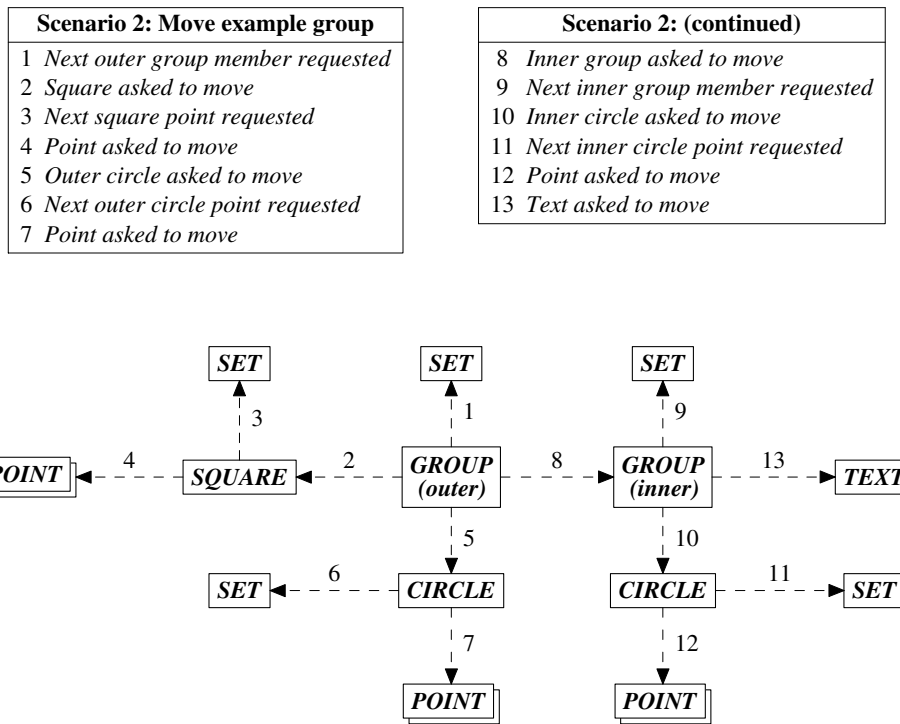 Scenario 2: Move example group
1 Next outer group member requested
2 Square asked to move
3 Next square point requested
4 Point asked to move
5 Outer circle asked to move
6 Next outer circle point requested
7 Point asked to move
Scenario 2: (continued)
8 Inner group asked to move
9 Next inner group member requested
10 Inner circle asked to move
11 Next inner circle point requested
12 Point asked to move
13 Text asked to move
SET SET SET
3 1 9
POINT 4 SQUARE 2 GROUP 8 GROUP 13 TEXT
(outer) (inner)
5 10
SET 6 CIRCLE CIRCLE 11 SET
7 12
POINT POINT